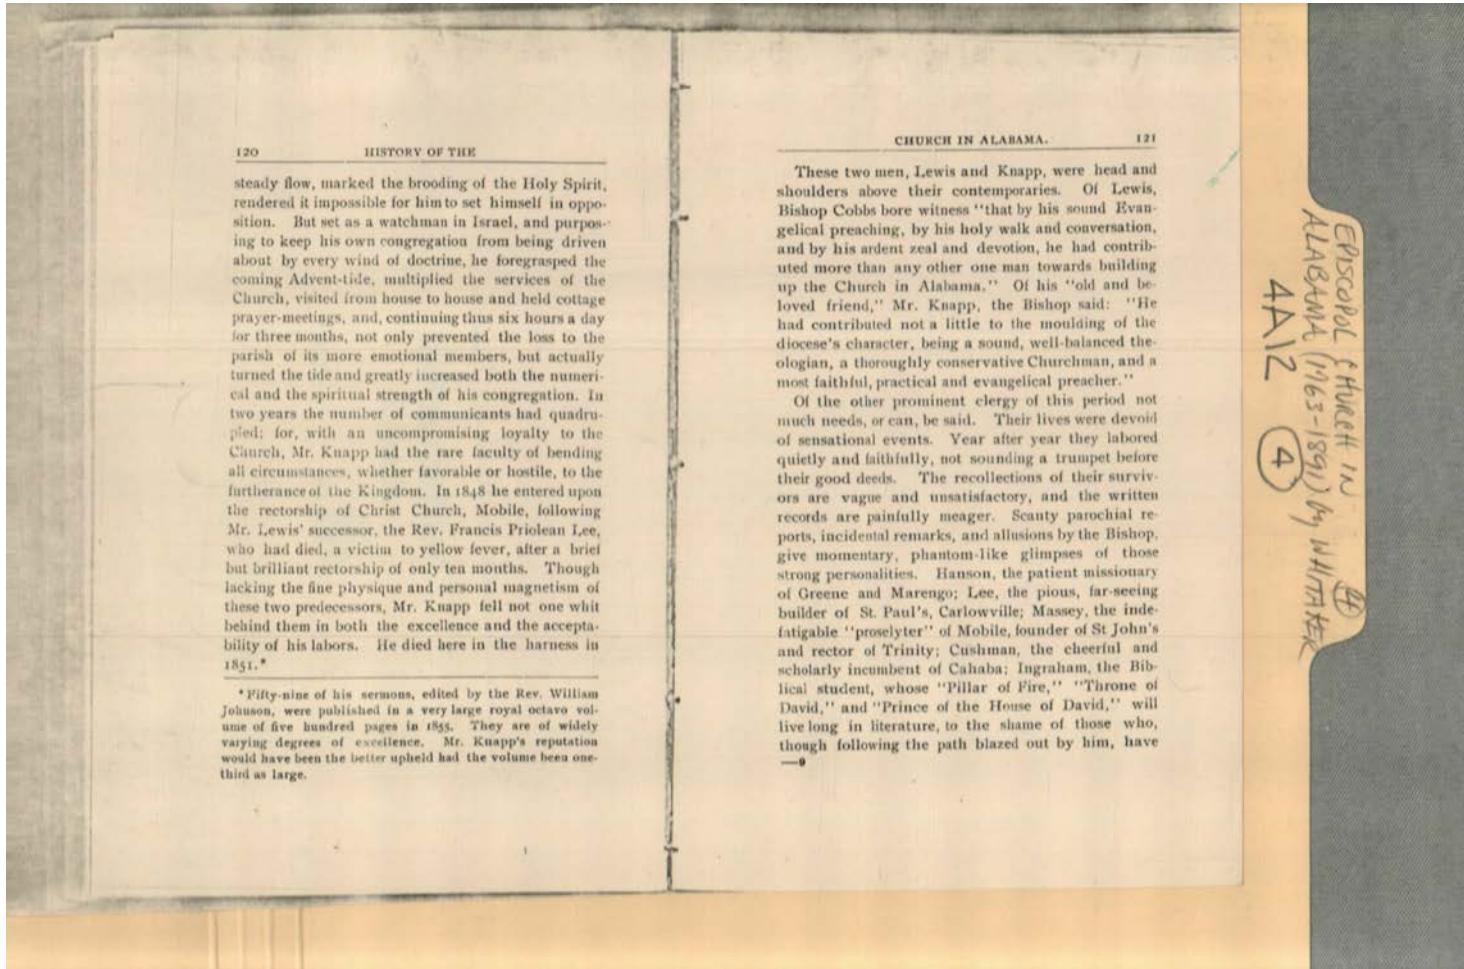 120 HISTORY OF THE
steady flow, marked the brooding of the Holy Spirit,
rendered it impossible for him to set himself in oppo-
sition. But set as a watchman in Israel, and purpos-
ing to keep his own congregation from being driven
about by every wind of doctrine, he foregrasped the
coming Advent-tide, multiplied the services of the
Church, visited from house to house and held cottage
prayer-meetings, and, continuing thus six hours a day
for three months, not only prevented the loss to the
parish of its more emotional members, but actually
turned the tide and greatly increased both the numeri-
cal and the spiritual strength of his congregation. In
two years the number of communicants had quadru-
pled; for, with an uncompromising loyalty to the
Church, Mr. Knapp had the rare faculty of bending
all circumstances, whether favorable or hostile, to the
furtherance of the Kingdom. In 1848 he entered upon
the rectorship of Christ Church, Mobile, following
Mr. Lewis' successor, the Rev. Francis Priolean Lee,
who had died, a victim to yellow fever, after a brief
but brilliant rectorship of only ten months. Though
lacking the fine physique and personal magnetism of
these two predecessors, Mr. Knapp fell not one whit
behind them in both the excellence and the accepta-
bility of his labors. He died here in the harness in
1851.*
*Fifty-nine of his sermons, edited by the Rev. William
Johnson, were published in a very large royal octavo vol-
ume of five hundred pages in 1855. They are of widely
varying degrees of excellence. Mr. Knapp's reputation
would have been the better upheld had the volume been one-
third as large.
CHURCH IN ALABAMA. 121
These two men, Lewis and Knapp, were head and
shoulders above their contemporaries. Of Lewis,
Bishop Cobbs bore witness "that by his sound Evan-
gelical preaching, by his holy walk and conversation,
and by his ardent zeal and devotion, he had contrib-
uted more than any other one man towards building
up the Church in Alabama." Of his "old and be-
loved friend," Mr. Knapp, the Bishop said: "He
had contributed not a little to the moulding of the
diocese's character, being a sound, well-balanced the-
ologian, a thoroughly conservative Churchman, and a
most faithful, practical and evangelical preacher."
Of the other prominent clergy of this period not
much needs, or can, be said. Their lives were devoid
of sensational events. Year after year they labored
quietly and faithfully, not sounding a trumpet before
their good deeds. The recollections of their surviv-
ors are vague and unsatisfactory, and the written
records are painfully meager. Scanty parochial re-
ports, incidental remarks, and allusions by the Bishop,
give momentary, phantom-like glimpses of those
strong personalities. Hanson, the patient missionary
of Greene and Marengo; Lee, the pious, far-seeing
builder of St. Paul's, Carlowville; Massey, the inde-
fatigable "proselyter" of Mobile, founder of St John's
and rector of Trinity; Cushman, the cheerful and
scholarly incumbent of Cahaba; Ingraham, the Bib-
lical student, whose "Pillar of Fire," "Throne of
David," and "Prince of the House of David," will
live long in literature, to the shame of those who,
though following the path blazed out by him, have
—9
EPISCOPOL CHURCH IN
ALABAMA (1763-1891) by WHITAKER
4A12
4